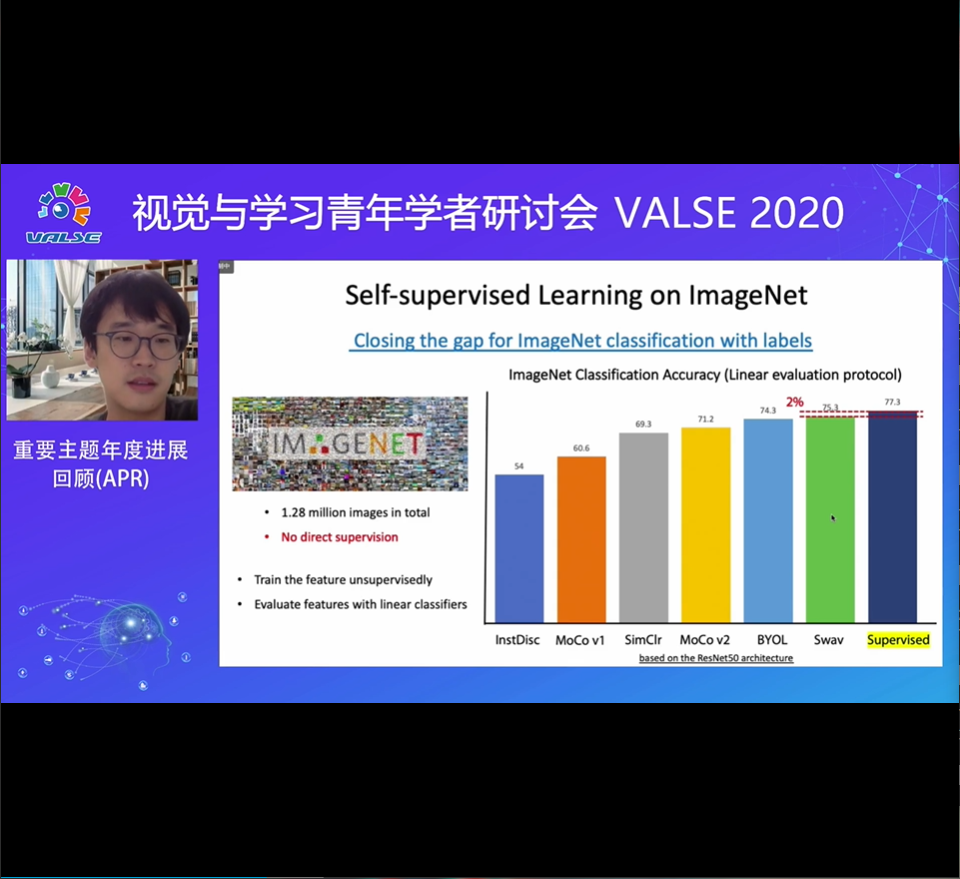 VALSE
视觉与学习青年学者研讨会 VALSE 2020
重要主题年度进展
回顾(APR)
Self-supervised Learning on ImageNet
Closing the gap for ImageNet classification with labels
IMAGENET
• 1.28 million images in total
• No direct supervision
• Train the feature unsupervisedly
• Evaluate features with linear classifiers
ImageNet Classification Accuracy (Linear evaluation protocol)
54
60.6
69.3
71.2
74.3
2%
75.3
77.3
InstDisc MoCo v1 SimClr MoCo v2 BYOL Swav Supervised
based on the ResNet50 architecture